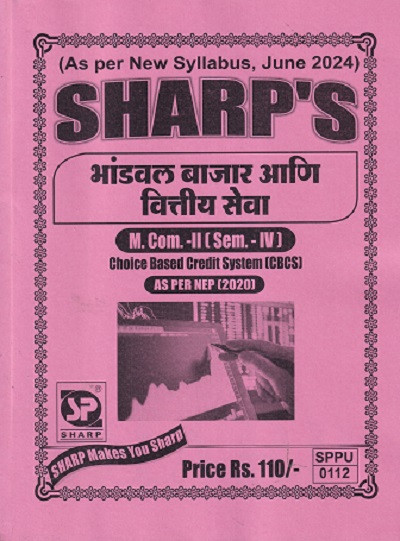 (As per New Syllabus, June 2024)
SHARP'S
भांडवल बाजार आणि
वित्तीय सेवा
M. Com. -II ( Sem. - IV )
Choice Based Credit System (CBCS)
AS PER NEP (2020)
SP ®
SHARP
SHARP Makes You Sharp
Price Rs. 110/-
SPPU
0112